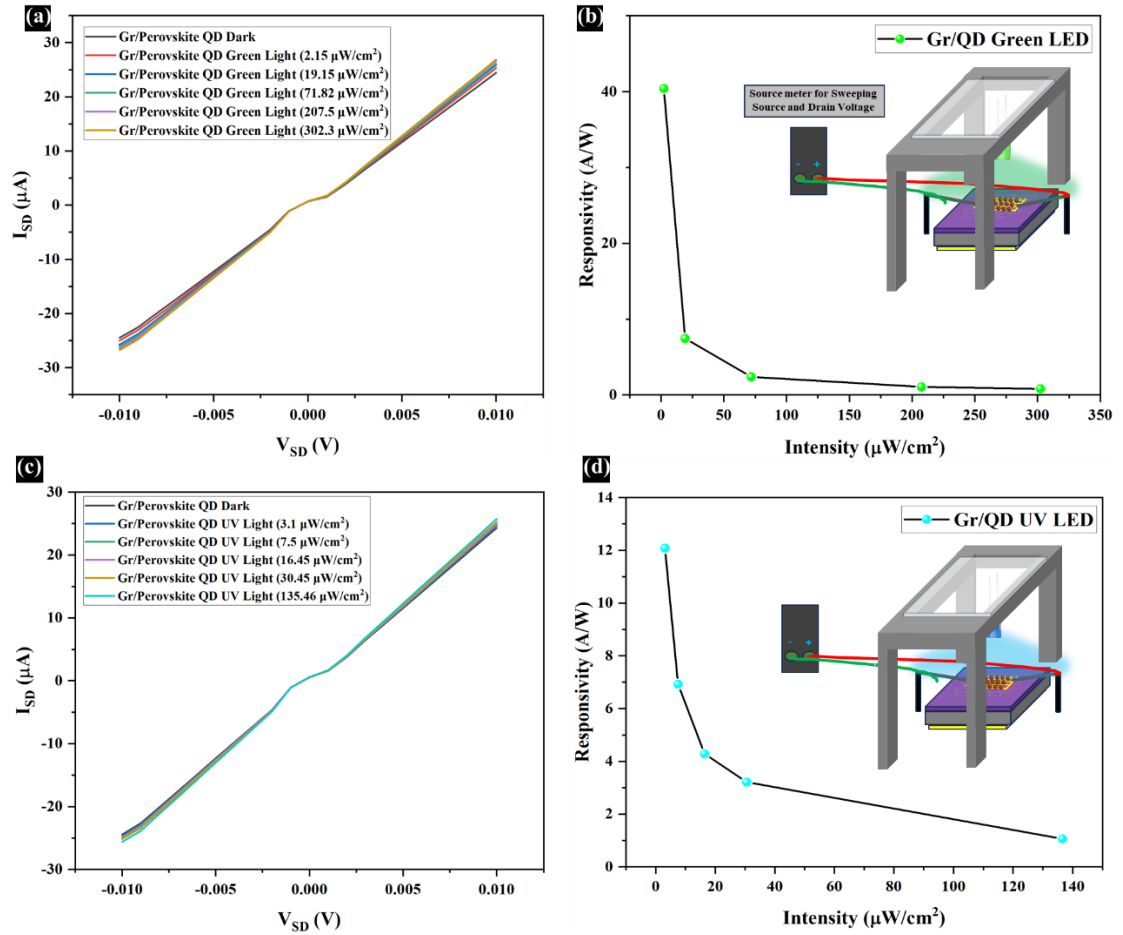 (a)
Gr/Perovskite QD Dark
Gr/Perovskite QD Green Light (2.15 µW/cm²)
Gr/Perovskite QD Green Light (19.15 µW/cm²)
Gr/Perovskite QD Green Light (71.82 µW/cm²)
Gr/Perovskite QD Green Light (207.5 µW/cm²)
Gr/Perovskite QD Green Light (302.3 µW/cm²)
30
20
10
0
-10
-20
-30
I_SD (µA)
-0.010 -0.005 0.000 0.005 0.010
V_SD (V)
(b)
Gr/QD Green LED
Source meter for Sweeping
Source and Drain Voltage
- +
40
20
0
Responsivity (A/W)
0 50 100 150 200 250 300 350
Intensity (µW/cm²)
(c)
Gr/Perovskite QD Dark
Gr/Perovskite QD UV Light (3.1 µW/cm²)
Gr/Perovskite QD UV Light (7.5 µW/cm²)
Gr/Perovskite QD UV Light (16.45 µW/cm²)
Gr/Perovskite QD UV Light (30.45 µW/cm²)
Gr/Perovskite QD UV Light (135.46 µW/cm²)
30
20
10
0
-10
-20
-30
I_SD (µA)
-0.010 -0.005 0.000 0.005 0.010
V_SD (V)
(d)
Gr/QD UV LED
- +
14
12
10
8
6
4
2
0
Responsivity (A/W)
0 20 40 60 80 100 120 140
Intensity (µW/cm²)